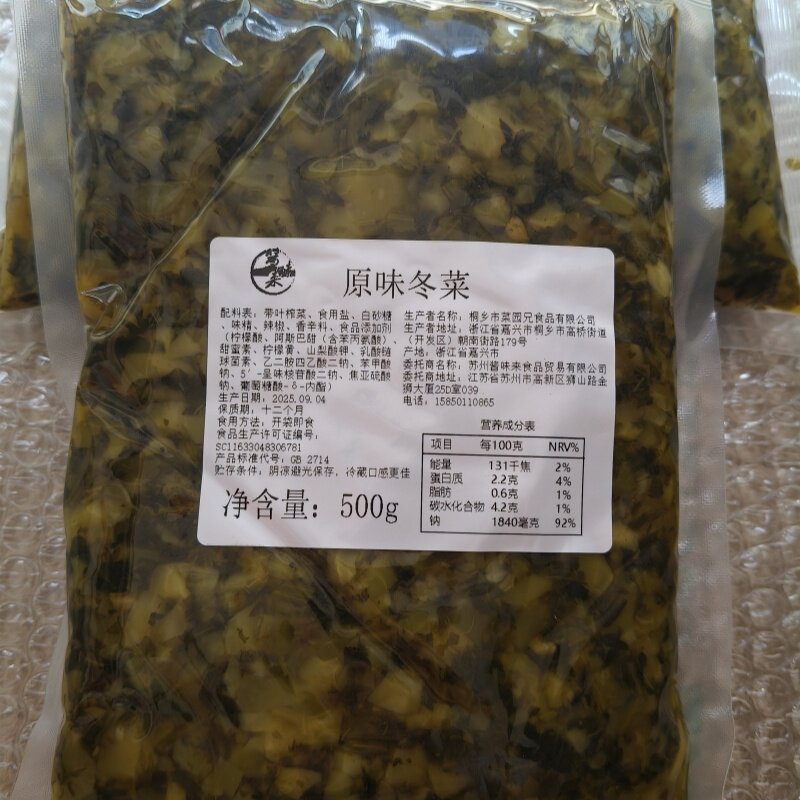 原味冬菜
配料表：带叶榨菜、食用盐、白砂糖
、味精、辣椒、香辛料、食品添加剂
（柠檬酸、阿斯巴甜（含苯丙氨酸）、
甜蜜素、柠檬黄、山梨酸钾、乳酸链
球菌素、乙二胺四乙酸二钠、苯甲酸
钠、5'-呈味核苷酸二钠、焦亚硫酸
钠、葡萄糖酸-δ-内酯）
生产日期：2025.09.04
保质期：十二个月
食用方法：开袋即食
食品生产许可证编号：
SC11633048306781
产品标准代号：GB 2714
贮存条件：阴凉避光保存，冷藏口感更佳
净含量：500g
生产者名称：桐乡市菜园兄食品有限公司
生产者地址：浙江省嘉兴市桐乡市高桥街道
（开发区）朝南街路179号
产地：浙江省嘉兴市
委托商名称：苏州酱味来食品贸易有限公司
委托商地址：江苏省苏州市高新区狮山路金
狮大厦25D室039
电话：15850110865
营养成分表
项目 每100克 NRV%
能量 131千焦 2%
蛋白质 2.2克 4%
脂肪 0.6克 1%
碳水化合物 4.2克 1%
钠 1840毫克 92%